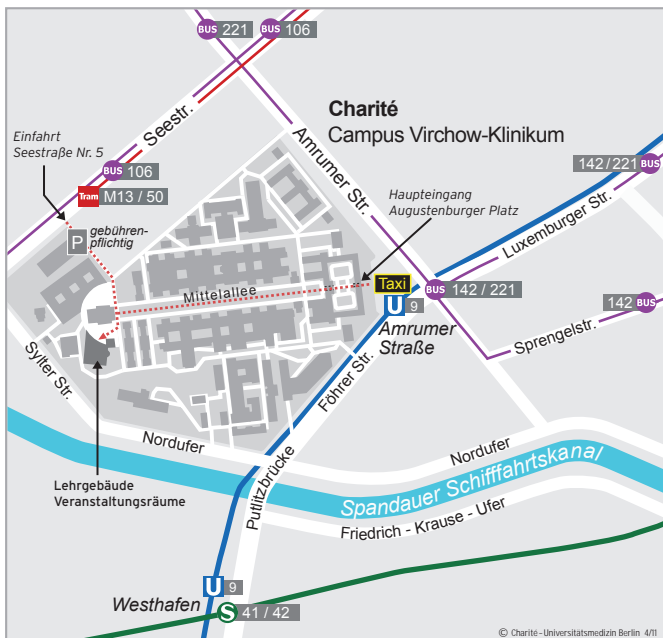 BUS 221
BUS 106
Charité
Campus Virchow-Klinikum
Seestr.
Einfahrt
Seestraße Nr. 5
BUS 106
Tram M13 / 50
Amrumer Str.
142 / 221 BUS
Haupteingang
Augustenburger Platz
Luxemburger Str.
P gebühren-
pflichtig
Mittelallee
Taxi
BUS 142 / 221
U 9
142 BUS
Amrumer
Straße
Sprengelstr.
Sylter Str.
Föhrer Str.
Nordufer
Nordufer
Lehrgebäude
Veranstaltungsräume
Spandauer Schifffahrtskanal
Putlitzbrücke
Friedrich - Krause - Ufer
U 9
Westhafen
S 41 / 42
© Charité - Universitätsmedizin Berlin 4/11